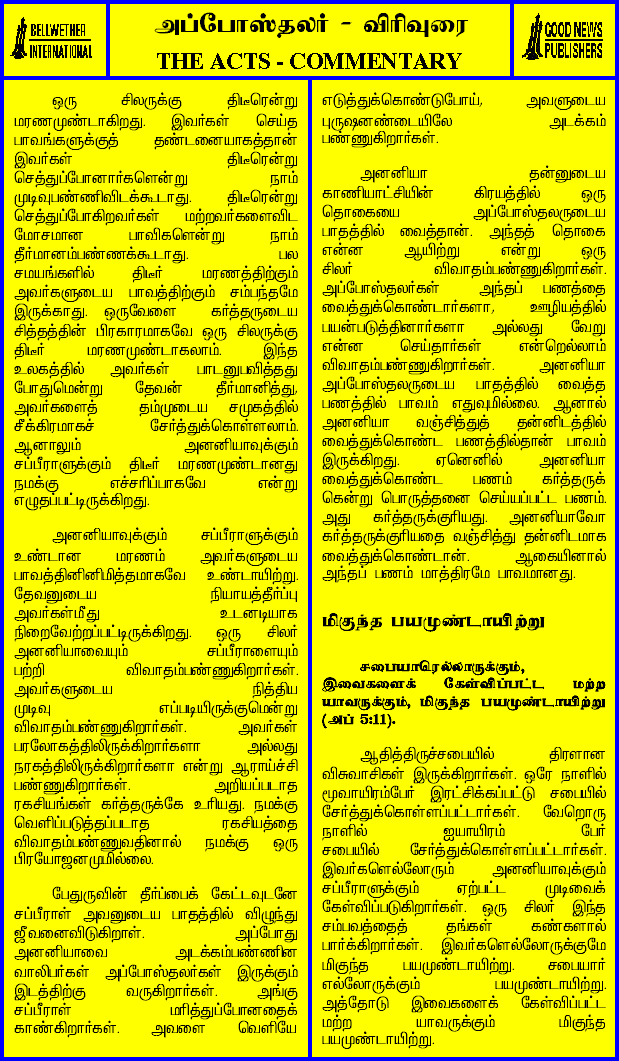 BELLWETHER
INTERNATIONAL
அப்போஸ்தலர் - விரிவுரை
THE ACTS - COMMENTARY
GOOD NEWS
PUBLISHERS
ஒரு சிலருக்கு திடீரென்று
மரணமுண்டாகிறது. இவர்கள் செய்த
பாவங்களுக்குத் தண்டனையாகத்தான்
இவர்கள் திடீரென்று
செத்துப்போனார்களென்று நாம்
முடிவுபண்ணிவிடக்கூடாது. திடீரென்று
செத்துப்போகிறவர்கள் மற்றவர்களைவிட
மோசமான பாவிகளென்று நாம்
தீர்மானம்பண்ணக்கூடாது. பல
சமயங்களில் திடீர் மரணத்திற்கும்
அவர்களுடைய பாவத்திற்கும் சம்பந்தமே
இருக்காது. ஒருவேளை கர்த்தருடைய
சித்தத்தின் பிரகாரமாகவே ஒரு சிலருக்கு
திடீர் மரணமுண்டாகலாம். இந்த
உலகத்தில் அவர்கள் பாடனுபவித்தது
போதுமென்று தேவன் தீர்மானித்து,
அவர்களைத் தம்முடைய சமுகத்தில்
சீக்கிரமாகச் சேர்த்துக்கொள்ளலாம்.
ஆனாலும் அனனியாவுக்கும்
சப்பீராளுக்கும் திடீர் மரணமுண்டானது
நமக்கு எச்சரிப்பாகவே என்று
எழுதப்பட்டிருக்கிறது.
அனனியாவுக்கும் சப்பீராளுக்கும்
உண்டான மரணம் அவர்களுடைய
பாவத்தினினிமித்தமாகவே உண்டாயிற்று.
தேவனுடைய நியாயத்தீர்ப்பு
அவர்கள்மீது உடனடியாக
நிறைவேற்றப்பட்டிருக்கிறது. ஒரு சிலர்
அனனியாவையும் சப்பீராளையும்
பற்றி விவாதம்பண்ணுகிறார்கள்.
அவர்களுடைய நித்திய
முடிவு எப்படியிருக்குமென்று
விவாதம்பண்ணுகிறார்கள். அவர்கள்
பரலோகத்திலிருக்கிறார்களா அல்லது
நரகத்திலிருக்கிறார்களா என்று ஆராய்ச்சி
பண்ணுகிறார்கள். அறியப்படாத
ரகசியங்கள் கர்த்தருக்கே உரியது. நமக்கு
வெளிப்படுத்தப்படாத ரகசியத்தை
விவாதம்பண்ணுவதினால் நமக்கு ஒரு
பிரயோஜனமுமில்லை.
பேதுருவின் தீர்ப்பைக் கேட்டவுடனே
சப்பீராள் அவனுடைய பாதத்தில் விழுந்து
ஜீவனைவிடுகிறாள். அப்போது
அனனியாவை அடக்கம்பண்ணின
வாலிபர்கள் அப்போஸ்தலர்கள் இருக்கும்
இடத்திற்கு வருகிறார்கள். அங்கு
சப்பீராள் மரித்துப்போனதைக்
காண்கிறார்கள். அவளை வெளியே
எடுத்துக்கொண்டுபோய், அவளுடைய
புருஷனண்டையிலே அடக்கம்
பண்ணுகிறார்கள்.
அனனியா தன்னுடைய
காணியாட்சியின் கிரயத்தில் ஒரு
தொகையை அப்போஸ்தலருடைய
பாதத்தில் வைத்தான். அந்தத் தொகை
என்ன ஆயிற்று என்று ஒரு
சிலர் விவாதம்பண்ணுகிறார்கள்.
அப்போஸ்தலர்கள் அந்தப் பணத்தை
வைத்துக்கொண்டார்களா, ஊழியத்தில்
பயன்படுத்தினார்களா அல்லது வேறு
என்ன செய்தார்கள் என்றெல்லாம்
விவாதம்பண்ணுகிறார்கள். அனனியா
அப்போஸ்தலருடைய பாதத்தில் வைத்த
பணத்தில் பாவம் எதுவுமில்லை. ஆனால்
அனனியா வஞ்சித்துத் தன்னிடத்தில்
வைத்துக்கொண்ட பணத்தில்தான் பாவம்
இருக்கிறது. ஏனெனில் அனனியா
வைத்துக்கொண்ட பணம் கர்த்தருக்
கென்று பொருத்தனை செய்யப்பட்ட பணம்.
அது கர்த்தருக்குரியது. அனனியாவோ
கர்த்தருக்குரியதை வஞ்சித்து தன்னிடமாக
வைத்துக்கொண்டான். ஆகையினால்
அந்தப் பணம் மாத்திரமே பாவமானது.
மிகுந்த பயமுண்டாயிற்று
சபையாரெல்லாருக்கும்,
இவைகளைக் கேள்விப்பட்ட மற்ற
யாவருக்கும், மிகுந்த பயமுண்டாயிற்று
(அப் 5:11).
ஆதித்திருச்சபையில் திரளான
விசுவாசிகள் இருக்கிறார்கள். ஒரே நாளில்
மூவாயிரம்பேர் இரட்சிக்கப்பட்டு சபையில்
சேர்த்துக்கொள்ளப்பட்டார்கள். வேறொரு
நாளில் ஐயாயிரம் பேர்
சபையில் சேர்த்துக்கொள்ளப்பட்டார்கள்.
இவர்களெல்லோரும் அனனியாவுக்கும்
சப்பீராளுக்கும் ஏற்பட்ட முடிவைக்
கேள்விப்படுகிறார்கள். ஒரு சிலர் இந்த
சம்பவத்தைத் தங்கள் கண்களால்
பார்க்கிறார்கள். இவர்களெல்லோருக்குமே
மிகுந்த பயமுண்டாயிற்று. சபையார்
எல்லோருக்கும் பயமுண்டாயிற்று.
அத்தோடு இவைகளைக் கேள்விப்பட்ட
மற்ற யாவருக்கும் மிகுந்த
பயமுண்டாயிற்று.